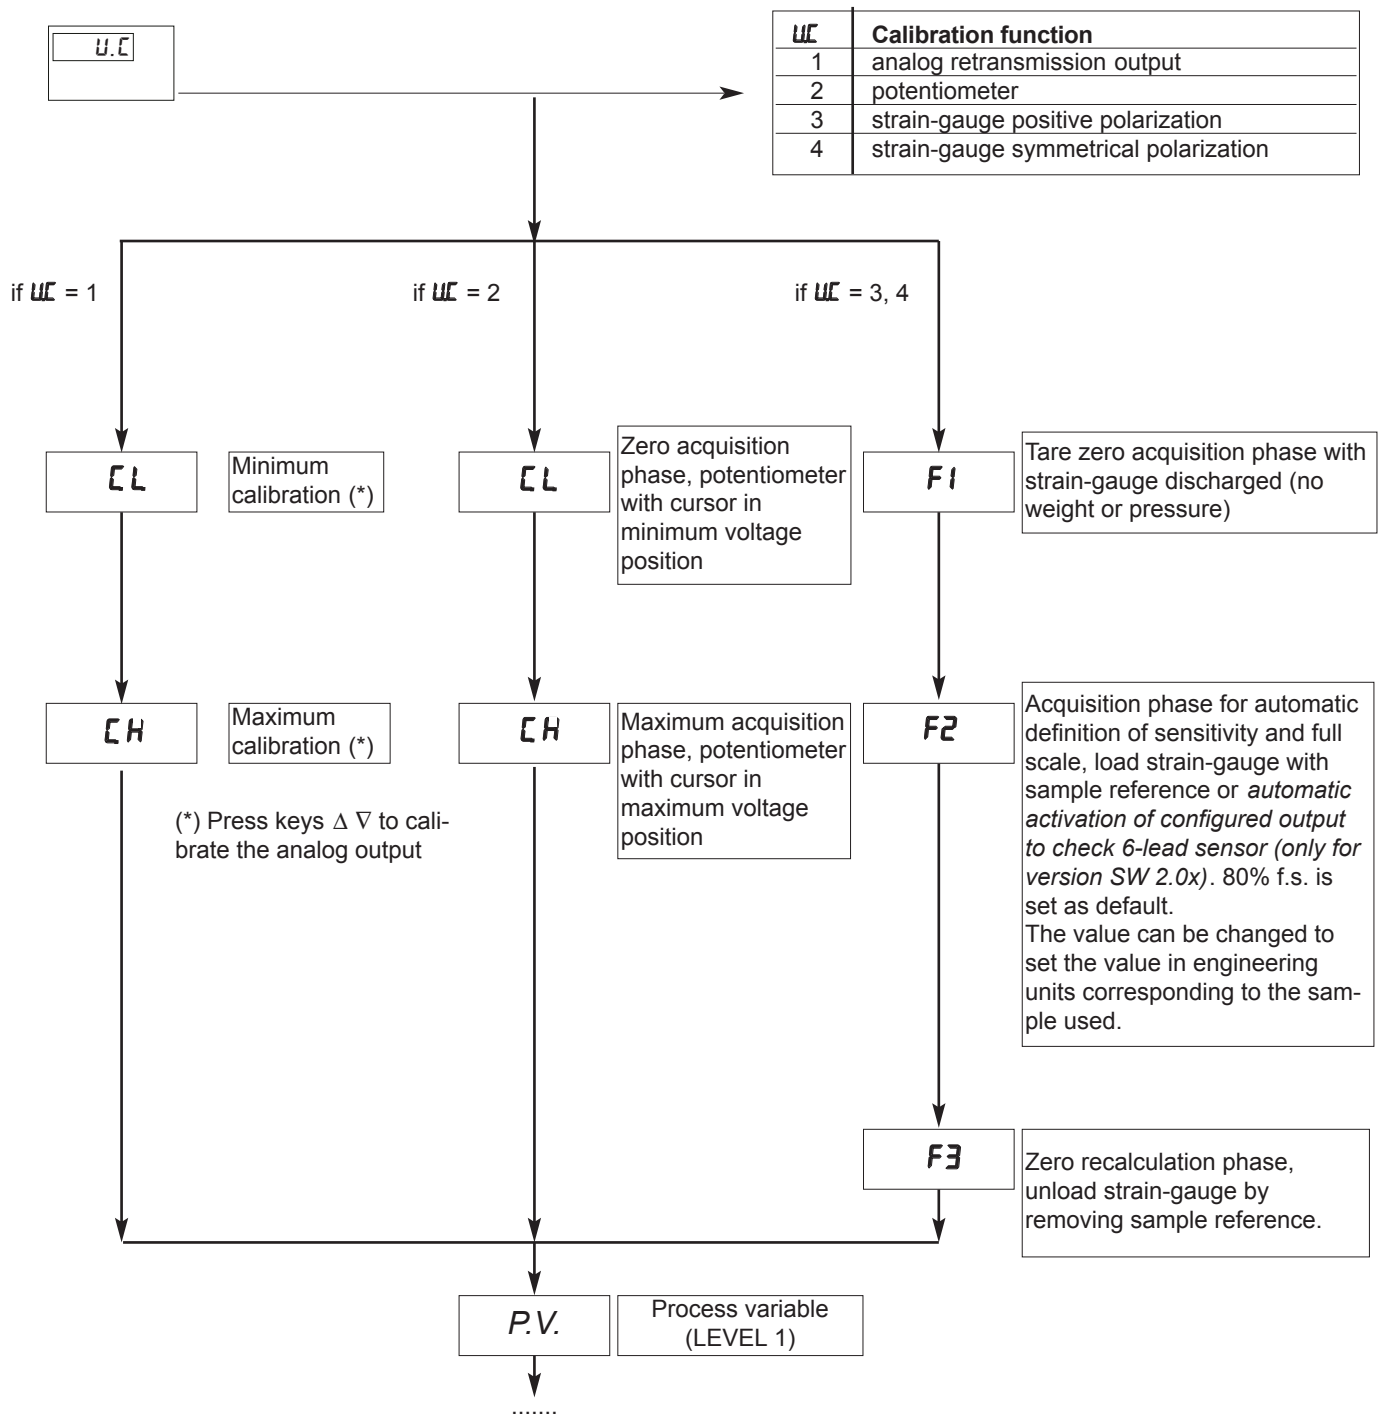 U.C
U.C Calibration function
1 analog retransmission output
2 potentiometer
3 strain-gauge positive polarization
4 strain-gauge symmetrical polarization
if U.C = 1
if U.C = 2
if U.C = 3, 4
CL
Minimum
calibration (*)
CL
Zero acquisition
phase, potentiometer
with cursor in
minimum voltage
position
F1
Tare zero acquisition phase with
strain-gauge discharged (no
weight or pressure)
CH
Maximum
calibration (*)
(*) Press keys Δ ∇ to cali-
brate the analog output
CH
Maximum acquisition
phase, potentiometer
with cursor in
maximum voltage
position
F2
Acquisition phase for automatic
definition of sensitivity and full
scale, load strain-gauge with
sample reference or automatic
activation of configured output
to check 6-lead sensor (only for
version SW 2.0x). 80% f.s. is
set as default.
The value can be changed to
set the value in engineering
units corresponding to the sam-
ple used.
F3
Zero recalculation phase,
unload strain-gauge by
removing sample reference.
P.V.
Process variable
(LEVEL 1)
.......